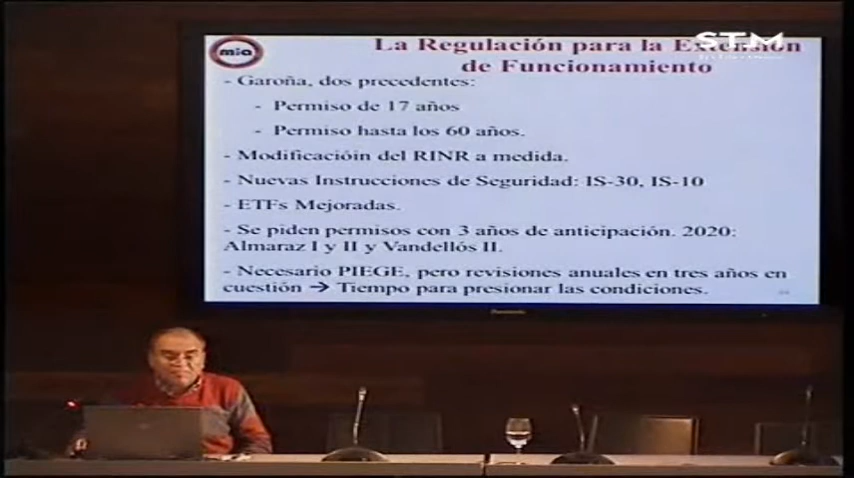 mia
STM
La Regulación para la Extensión
de Funcionamiento
- Garoña, dos precedentes:
- Permiso de 17 años
- Permiso hasta los 60 años.
- Modificacióin del RINR a medida.
- Nuevas Instrucciones de Seguridad: IS-30, IS-10
- ETFs Mejoradas.
- Se piden permisos con 3 años de anticipación. 2020:
Almaraz I y II y Vandellós II.
- Necesario PIEGE, pero revisiones anuales en tres años en
cuestión → Tiempo para presionar las condiciones.
Panasonic